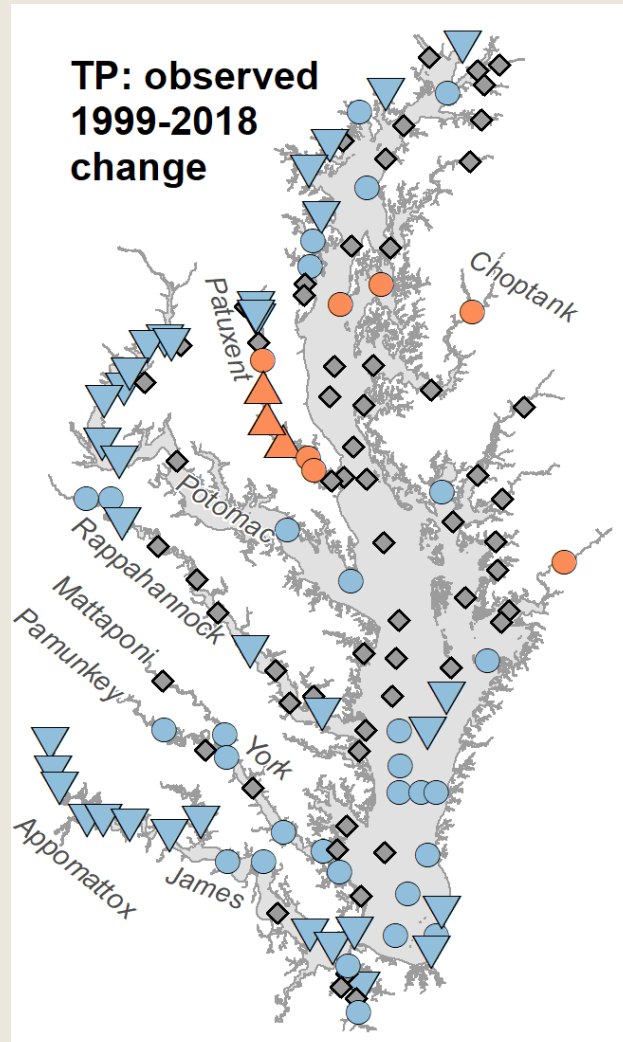 TP: observed
1999-2018
change
Choptank
Patuxent
Potomac
Rappahannock
Mattaponi
Pamunkey
York
Appomattox
James